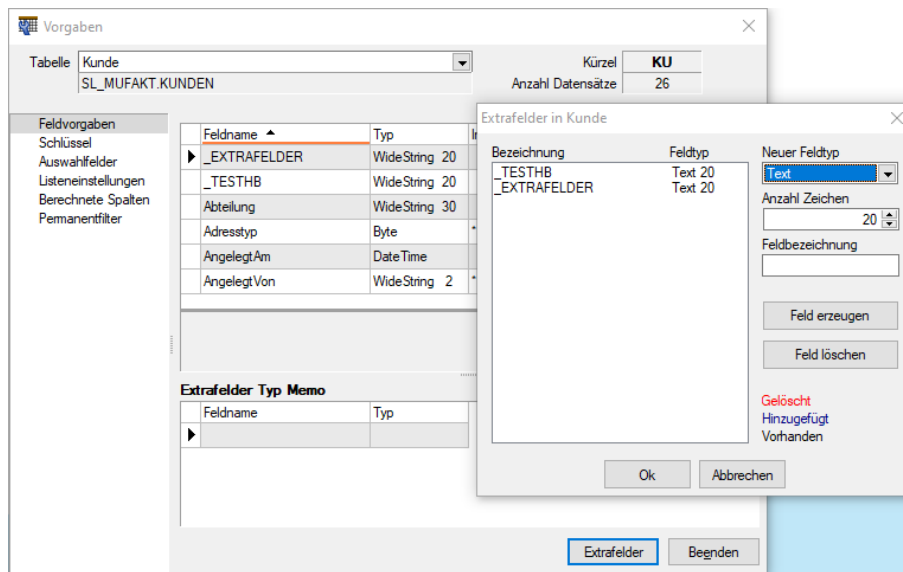 Vorgaben
Tabelle Kunde Kürzel KU
SL_MUFAKT.KUNDEN Anzahl Datensätze 26
Feldvorgaben
Schlüssel
Auswahlfelder
Listeneinstellungen
Berechnete Spalten
Permanentfilter
Feldname Typ
_EXTRAFELDER WideString 20
_TESTHB WideString 20
Abteilung WideString 30
Adresstyp Byte *
AngelegtAm DateTime
AngelegtVon WideString 2 *
Extrafelder Typ Memo
Feldname Typ
Extrafelder Beenden
Extrafelder in Kunde
Bezeichnung Feldtyp
_TESTHB Text 20
_EXTRAFELDER Text 20
Neuer Feldtyp
Text
Anzahl Zeichen
20
Feldbezeichnung
Feld erzeugen
Feld löschen
Gelöscht
Hinzugefügt
Vorhanden
Ok Abbrechen